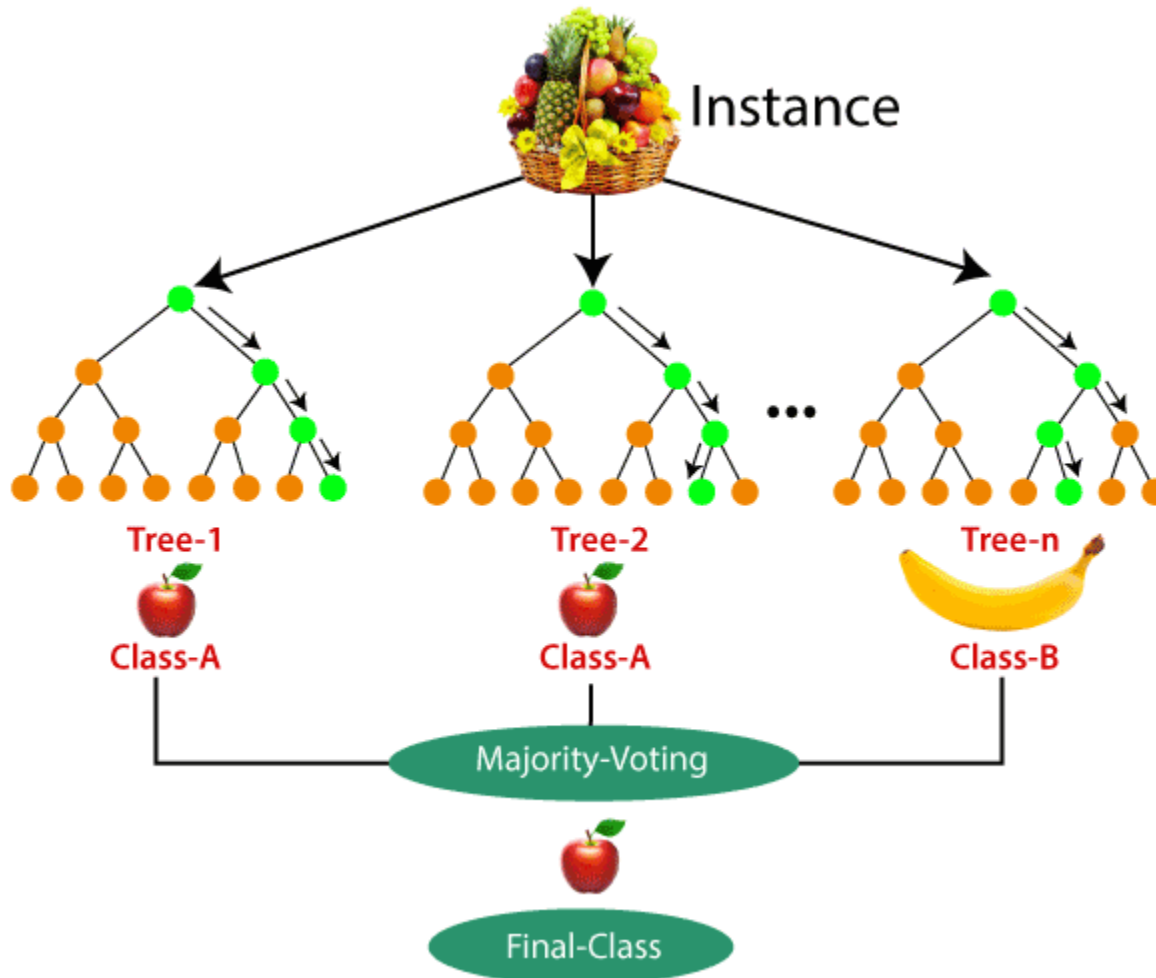 Instance
•••
Tree-1
Tree-2
Tree-n
Class-A
Class-A
Class-B
Majority-Voting
Final-Class